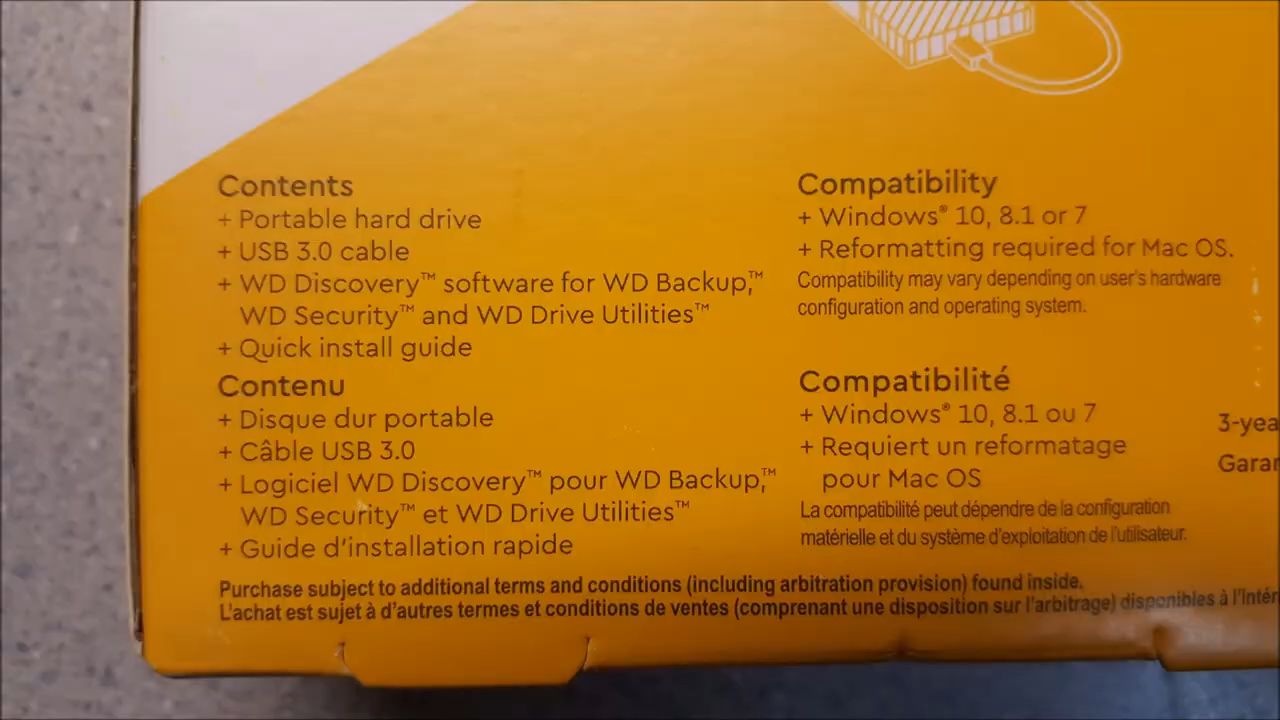 Contents
+ Portable hard drive
+ USB 3.0 cable
+ WD Discovery™ software for WD Backup,™
WD Security™ and WD Drive Utilities™
+ Quick install guide
Contenu
+ Disque dur portable
+ Câble USB 3.0
+ Logiciel WD Discovery™ pour WD Backup,™
WD Security™ et WD Drive Utilities™
+ Guide d'installation rapide
Compatibility
+ Windows® 10, 8.1 or 7
+ Reformatting required for Mac OS.
Compatibility may vary depending on user's hardware
configuration and operating system.
Compatibilité
+ Windows® 10, 8.1 ou 7
+ Requiert un reformatage
pour Mac OS
La compatibilité peut dépendre de la configuration
matérielle et du système d'exploitation de l'utilisateur.
3-yea
Garan
Purchase subject to additional terms and conditions (including arbitration provision) found inside.
L'achat est sujet à d'autres termes et conditions de ventes (comprenant une disposition sur l'arbitrage) disponibles à l'intér